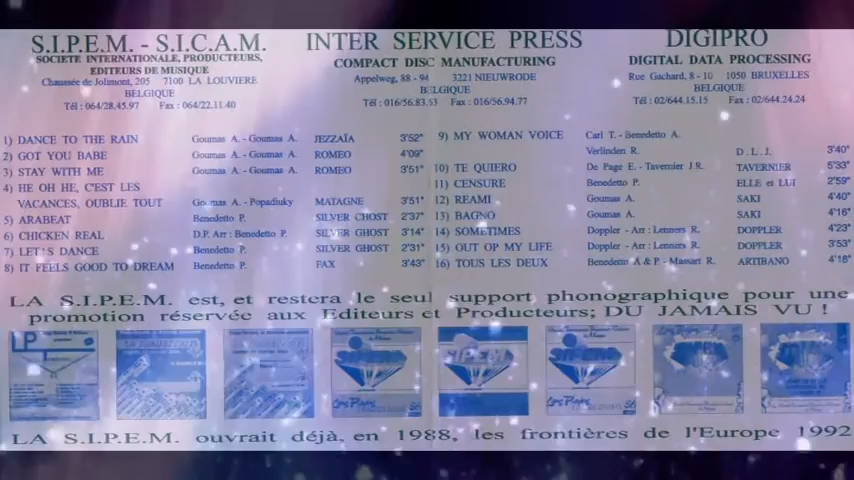 S.I.P.E.M. - S.I.C.A.M.
SOCIETE INTERNATIONALE, PRODUCTEURS,
EDITEURS DE MUSIQUE
Chaussée de Jolimont, 205 7100 LA LOUVIERE
BELGIQUE
Tél : 064/28.45.97 Fax : 064/22.11.40
INTER SERVICE PRESS
COMPACT DISC MANUFACTURING
Appelweg, 88 - 94 3221 NIEUWRODE
BELGIQUE
Tél : 016/56.83.53 Fax : 016/56.94.77
DIGIPRO
DIGITAL DATA PROCESSING
Rue Gachard, 8 - 10 1050 BRUXELLES
BELGIQUE
Tél : 02/644.15.15 Fax : 02/644.24.24
1) DANCE TO THE RAIN Goumas A. - Goumas A. JEZZAÏA 3'52"
2) GOT YOU BABE Goumas A. - Goumas A. ROMEO 4'09"
3) STAY WITH ME Goumas A. - Goumas A. ROMEO 3'51"
4) HE OH HE, C'EST LES
VACANCES, OUBLIE TOUT Goumas A. - Popadiuky MATAGNE 3'51"
5) ARABEAT Benedetto P. SILVER GHOST 2'37"
6) CHICKEN REAL D.P. Arr : Benedetto P. SILVER GHOST 3'14"
7) LET'S DANCE Benedetto P. SILVER GHOST 2'31"
8) IT FEELS GOOD TO DREAM Benedetto P. FAX 3'43"
9) MY WOMAN VOICE Carl T. - Benedetto A.
Verlinden R. D.L.J. 3'40"
10) TE QUIERO De Page E. - Tavernier J.R. TAVERNIER 5'33"
11) CENSURE Benedetto P. ELLE et LUI 2'59"
12) REAMI Goumas A. SAKI 4'40"
13) BAGNO Goumas A. SAKI 4'16"
14) SOMETIMES Doppler - Arr : Lenners R. DOPPLER 4'23"
15) OUT OF MY LIFE Doppler - Arr : Lenners R. DOPPLER 3'53"
16) TOUS LES DEUX Benedetto A & P - Massart R. ARTIBANO 4'18"
LA S.I.P.E.M. est, et restera le seul support phonographique pour une
promotion réservée aux Editeurs et Producteurs; DU JAMAIS VU !
LP
SIPEM
SIPEM
SIPEM
LA S.I.P.E.M. ouvrait déjà, en 1988, les frontières de l'Europe 1992